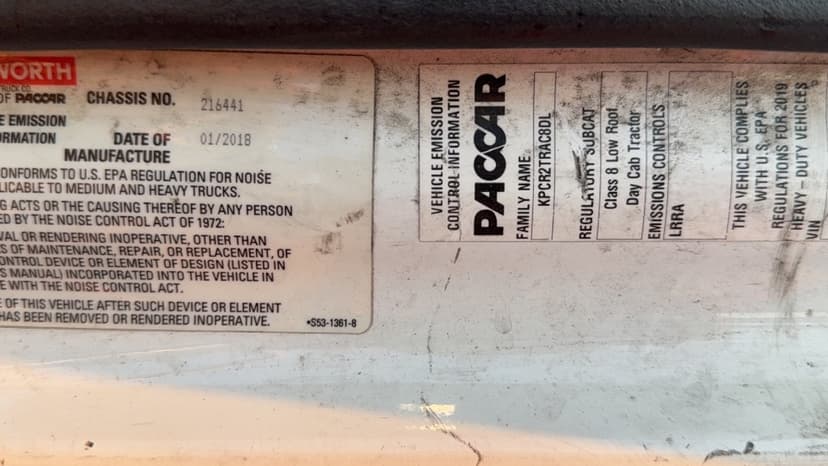 WORTH
TRUCK CO.
OF PACCAR
CHASSIS NO. 216441
E EMISSION
ORMATION
DATE OF 01/2018
MANUFACTURE
ONFORMS TO U.S. EPA REGULATION FOR NOISE
LICABLE TO MEDIUM AND HEAVY TRUCKS.
G ACTS OR THE CAUSING THEREOF BY ANY PERSON
ED BY THE NOISE CONTROL ACT OF 1972:
VAL OR RENDERING INOPERATIVE, OTHER THAN
S OF MAINTENANCE, REPAIR, OR REPLACEMENT, OF
ONTROL DEVICE OR ELEMENT OF DESIGN (LISTED IN
S MANUAL) INCORPORATED INTO THE VEHICLE IN
E WITH THE NOISE CONTROL ACT.
E OF THIS VEHICLE AFTER SUCH DEVICE OR ELEMENT
HAS BEEN REMOVED OR RENDERED INOPERATIVE.
*S53-1361-8
VEHICLE EMISSION
CONTROL INFORMATION
PACCAR
FAMILY NAME
KPCR2TRAC8DL
REGULATORY SUBCAT
Class 8 Low Roof
Day Cab Tractor
EMISSIONS CONTROLS
LRRA
THIS VEHICLE COMPLIES
WITH U.S. EPA
REGULATIONS FOR 2019
HEAVY - DUTY VEHICLES
VIN